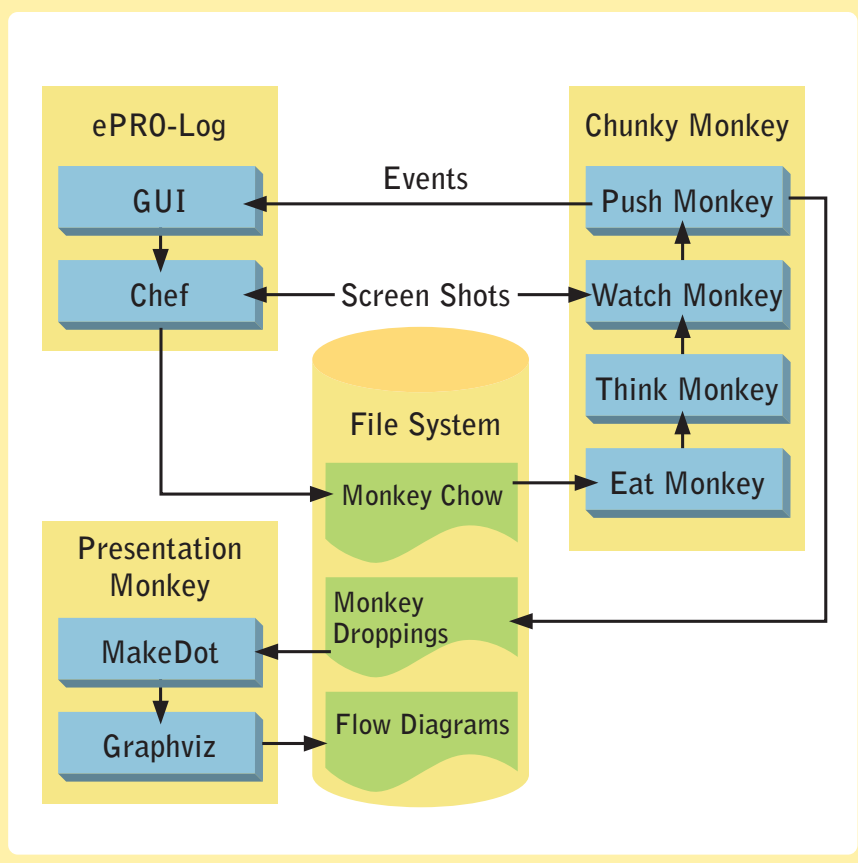 ePRO-Log
GUI
Chef
Events
Screen Shots
Chunky Monkey
Push Monkey
Watch Monkey
Think Monkey
Eat Monkey
File System
Monkey Chow
Monkey
Droppings
Flow Diagrams
Presentation
Monkey
MakeDot
Graphviz